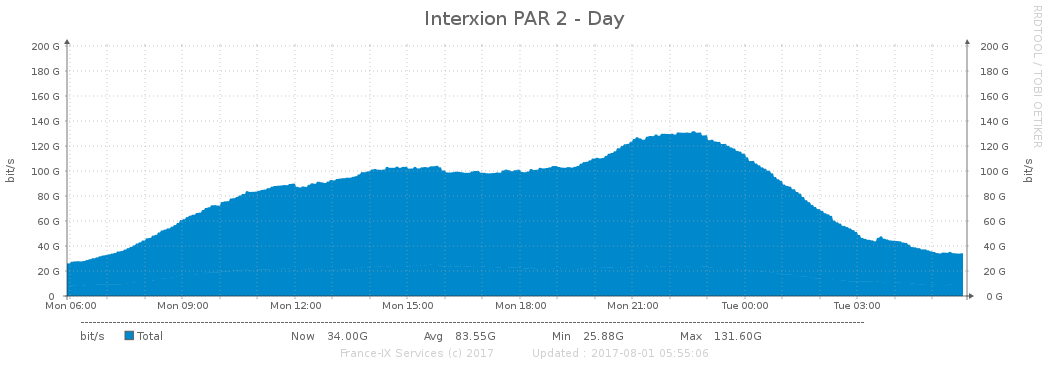 Interxion PAR 2 - Day
RRDTOOL / TOBI OETIKER
200 G 200 G
180 G 180 G
160 G 160 G
140 G 140 G
120 G 120 G
bit/s 100 G 100 G bit/s
80 G 80 G
60 G 60 G
40 G 40 G
20 G 20 G
0 0 G
Mon 06:00 Mon 09:00 Mon 12:00 Mon 15:00 Mon 18:00 Mon 21:00 Tue 00:00 Tue 03:00
bit/s Total Now 34.00G Avg 83.55G Min 25.88G Max 131.60G
France-IX Services (c) 2017 Updated : 2017-08-01 05:55:06